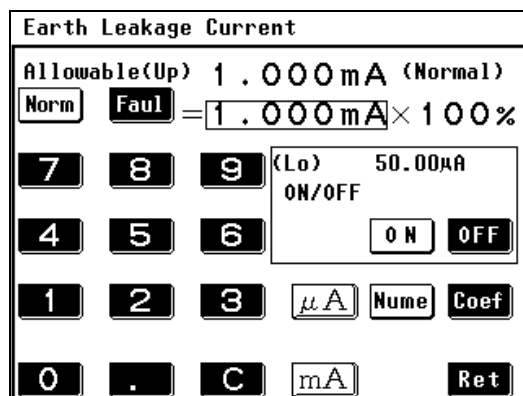 Earth Leakage Current
Allowable(Up) 1.000mA (Normal)
Norm Faul =1.000mA×100%
7 8 9 (Lo) 50.00μA
ON/OFF
4 5 6 ON OFF
1 2 3 μA Nume Coef
0 . C mA Ret